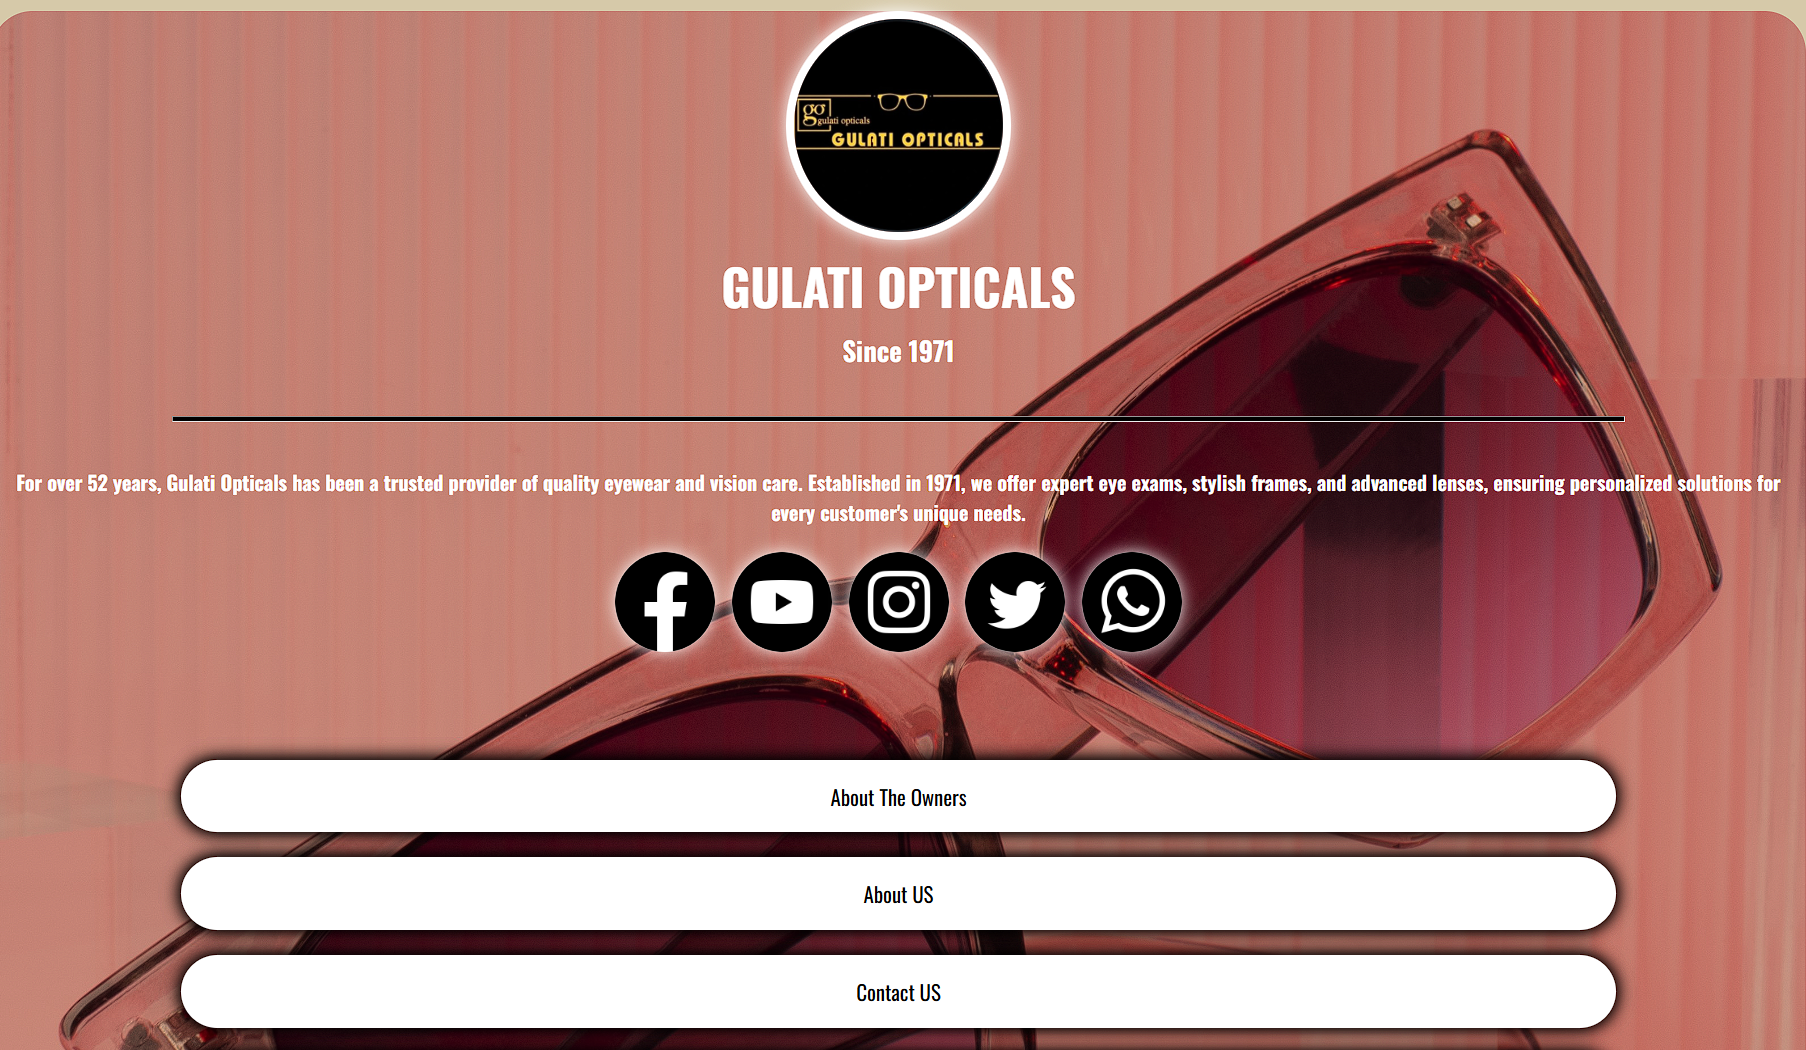 go
gulati opticals
GULATI OPTICALS
GULATI OPTICALS
Since 1971
For over 52 years, Gulati Opticals has been a trusted provider of quality eyewear and vision care. Established in 1971, we offer expert eye exams, stylish frames, and advanced lenses, ensuring personalized solutions for
every customer's unique needs.
About The Owners
About US
Contact US